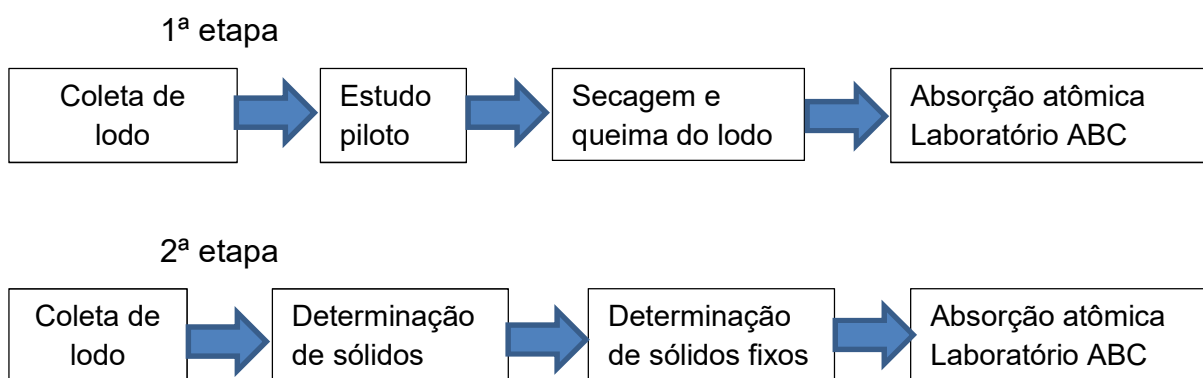 1ª etapa
Coleta de
lodo
Estudo
piloto
Secagem e
queima do lodo
Absorção atômica
Laboratório ABC
2ª etapa
Coleta de
lodo
Determinação
de sólidos
Determinação
de sólidos fixos
Absorção atômica
Laboratório ABC